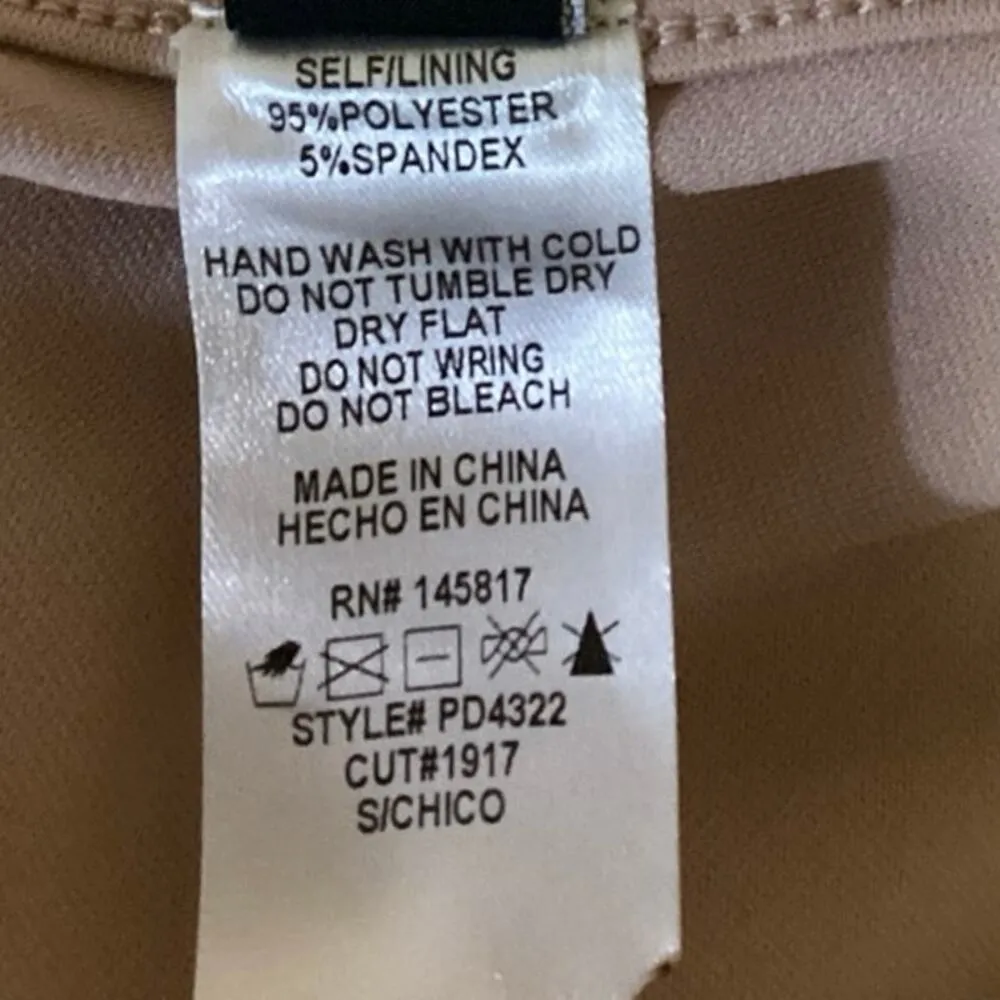 SELF/LINING
95%POLYESTER
5%SPANDEX
HAND WASH WITH COLD
DO NOT TUMBLE DRY
DRY FLAT
DO NOT WRING
DO NOT BLEACH
MADE IN CHINA
HECHO EN CHINA
RN# 145817
STYLE# PD4322
CUT#1917
S/CHICO